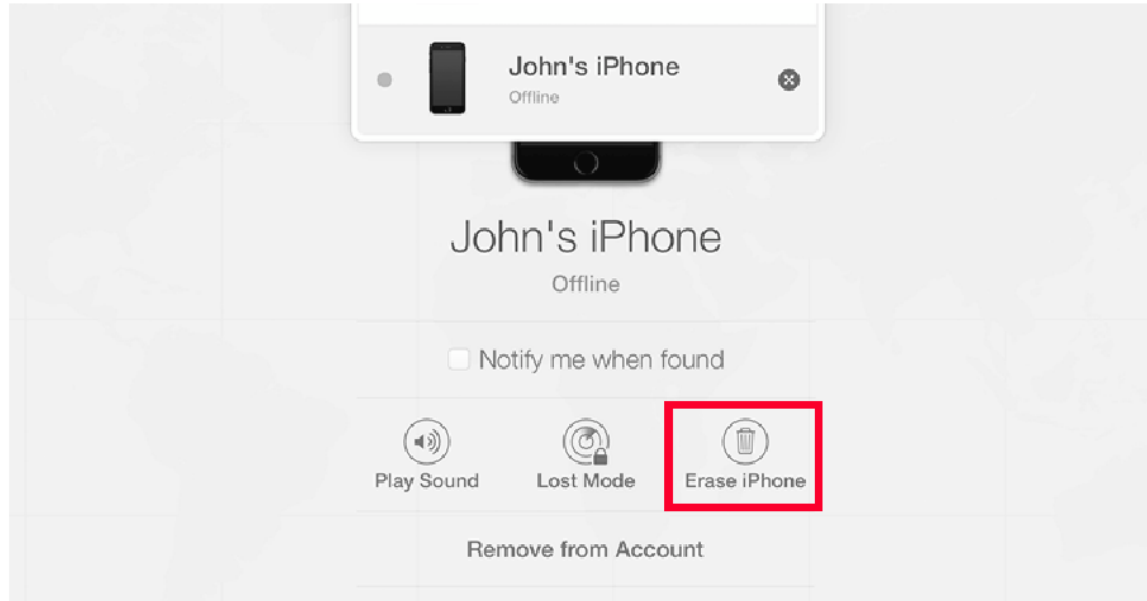 John's iPhone
Offline
John's iPhone
Offline
Notify me when found
Play Sound
Lost Mode
Erase iPhone
Remove from Account